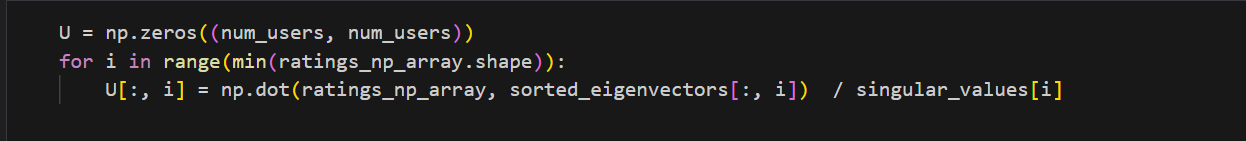 U = np.zeros((num_users, num_users))
for i in range(min(ratings_np_array.shape)):
    U[:, i] = np.dot(ratings_np_array, sorted_eigenvectors[:, i])  / singular_values[i]